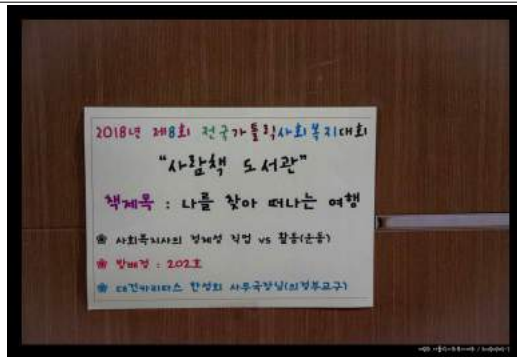 2018년 제8회 전국가톨릭사회복지대회
"사람책 도서관"
책제목 : 나를 찾아 떠나는 여행
❀ 사회복지사의 정체성 직업 vs 활동(운동)
❀ 방배정 : 202호
❀ 대건카리타스 한성희 사무국장님(의정부교구)